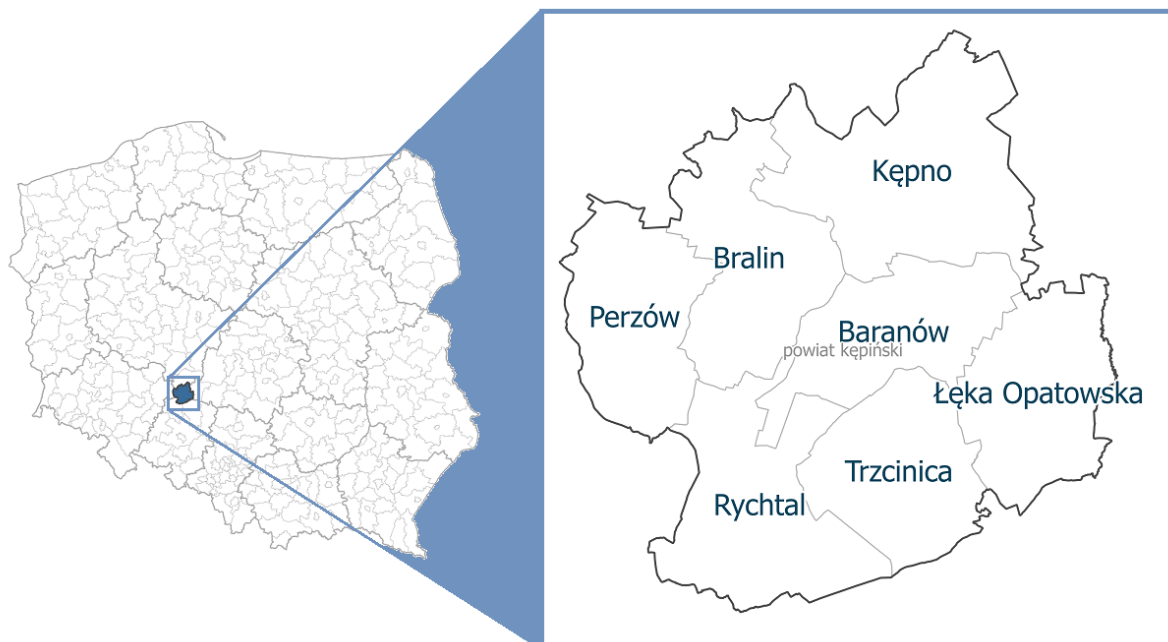 Kępno
Bralin
Perzów
Baranów
powiat kępiński
Łęka Opatowska
Trzcinica
Rychtal